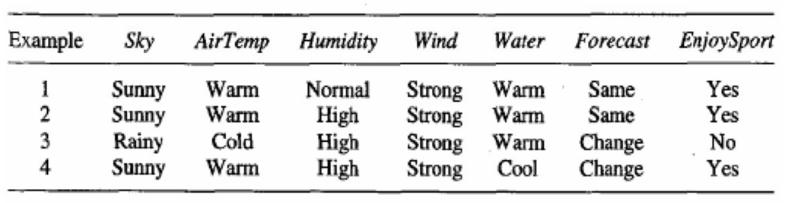 Example Sky AirTemp Humidity Wind Water Forecast EnjoySport
1 Sunny Warm Normal Strong Warm Same Yes
2 Sunny Warm High Strong Warm Same Yes
3 Rainy Cold High Strong Warm Change No
4 Sunny Warm High Strong Cool Change Yes